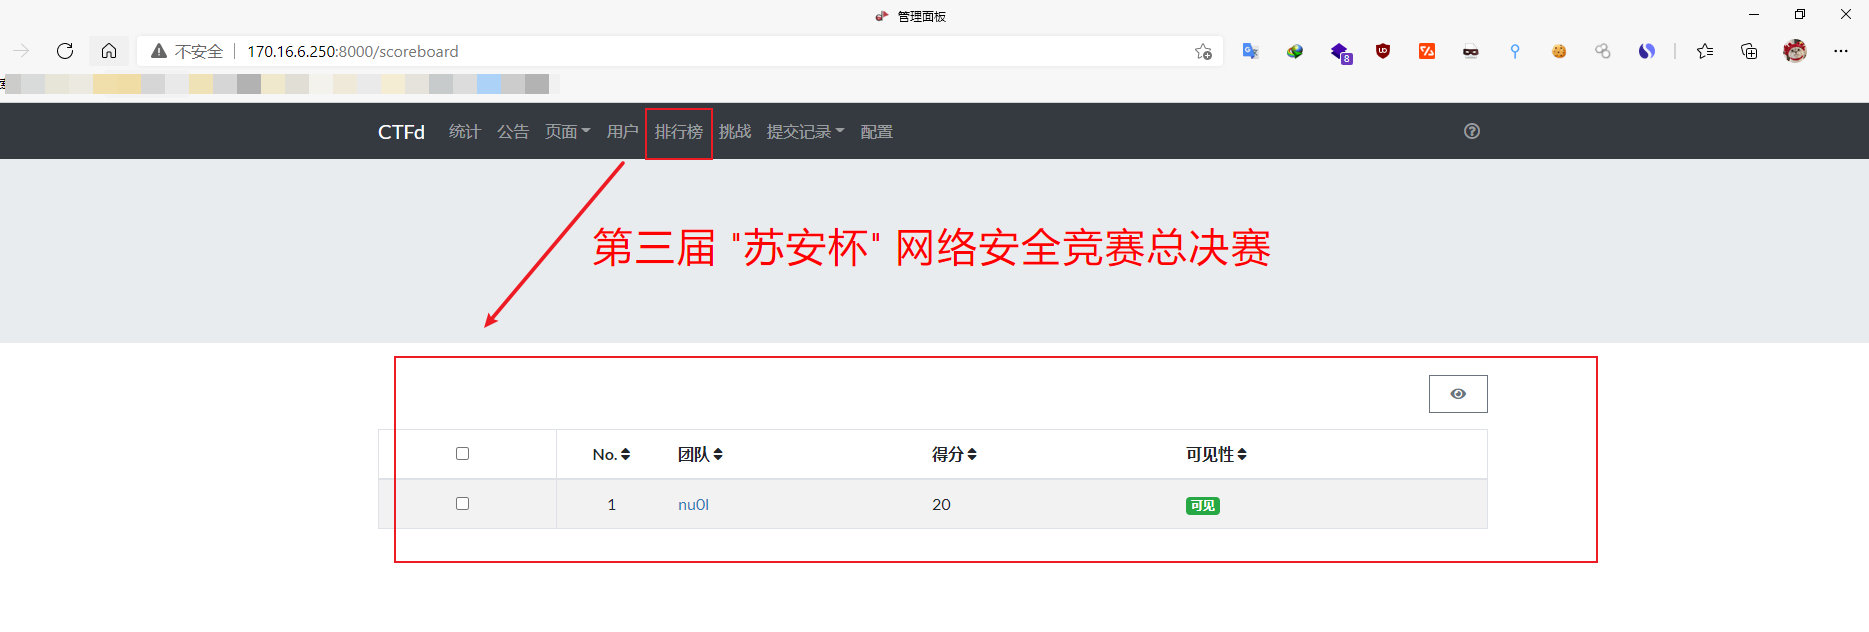 管理面板
不安全 170.16.6.250:8000/scoreboard
8
CTFd 统计 公告 页面 用户 排行榜 挑战 提交记录 配置
第三届 "苏安杯" 网络安全竞赛总决赛
No. 团队 得分 可见性
1 nu0l 20 可见